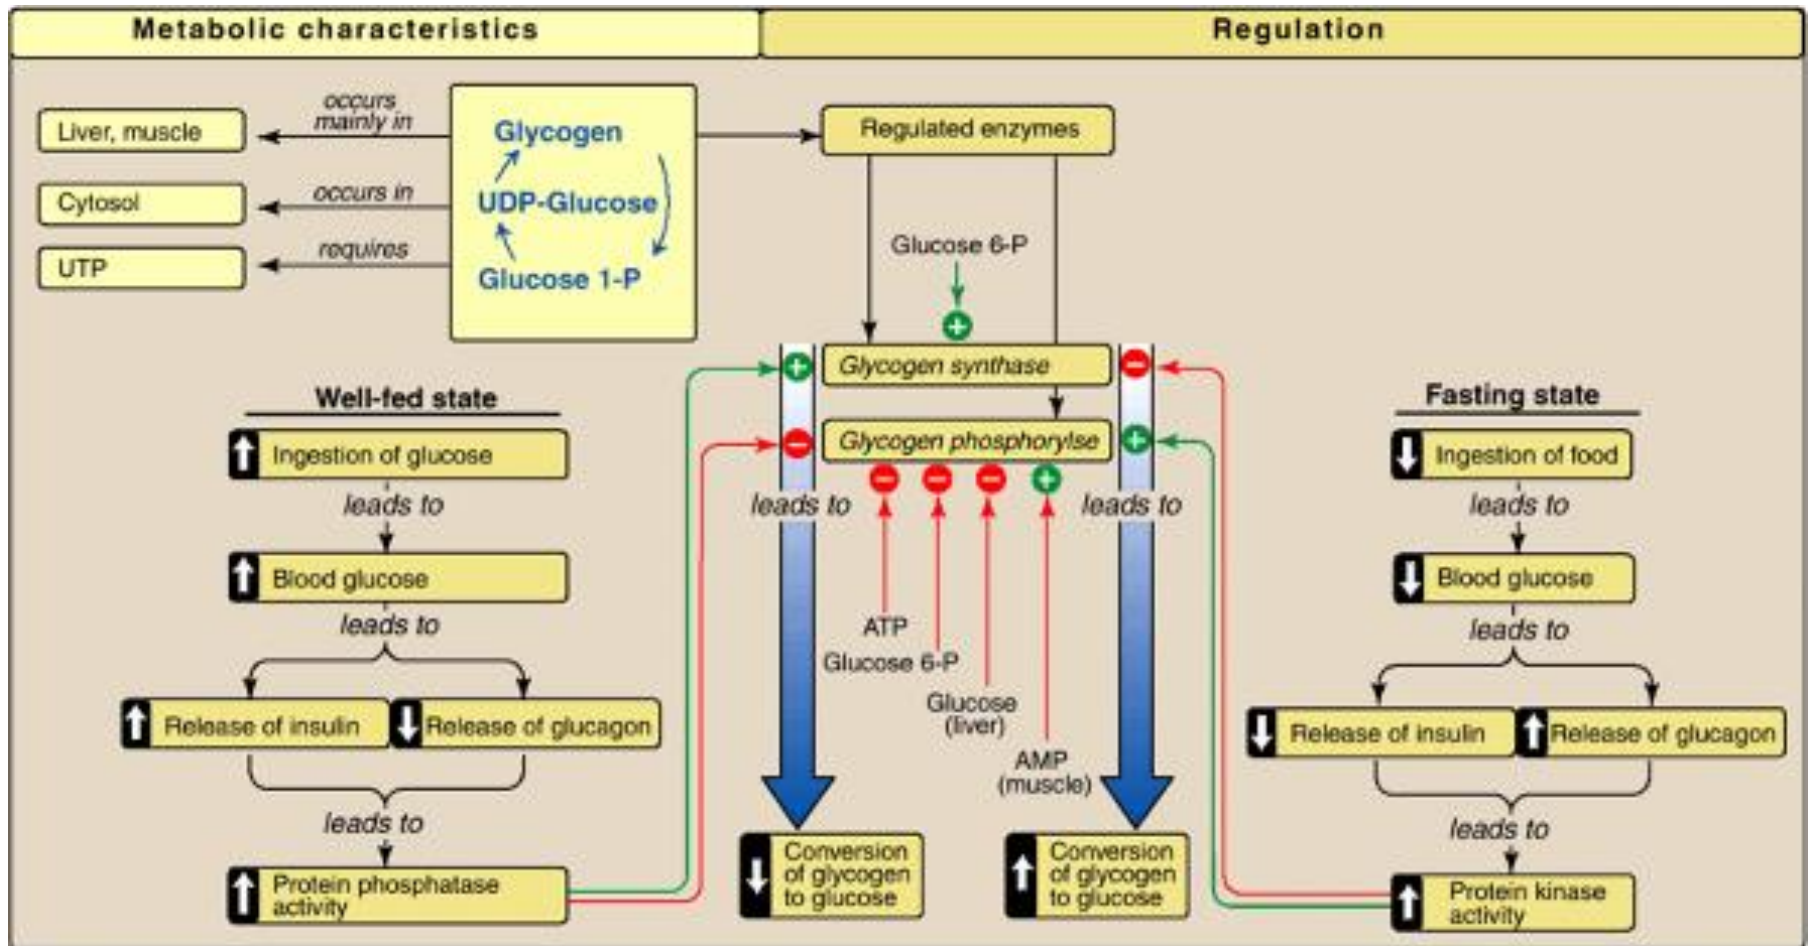 Metabolic characteristics
Regulation
Liver, muscle
occurs
mainly in
Glycogen
Regulated enzymes
Cytosol
occurs in
UDP-Glucose
UTP
requires
Glucose 1-P
Glucose 6-P
+
+
Glycogen synthase
−
Well-fed state
Fasting state
−
Glycogen phosphorylse
+
Ingestion of glucose
Ingestion of food
−
−
−
+
leads to
leads to
leads to
leads to
Blood glucose
Blood glucose
leads to
leads to
ATP
Glucose 6-P
Glucose
(liver)
AMP
(muscle)
Release of insulin
Release of glucagon
Release of insulin
Release of glucagon
leads to
leads to
Protein phosphatase
activity
Conversion
of glycogen
to glucose
Conversion
of glycogen
to glucose
Protein kinase
activity